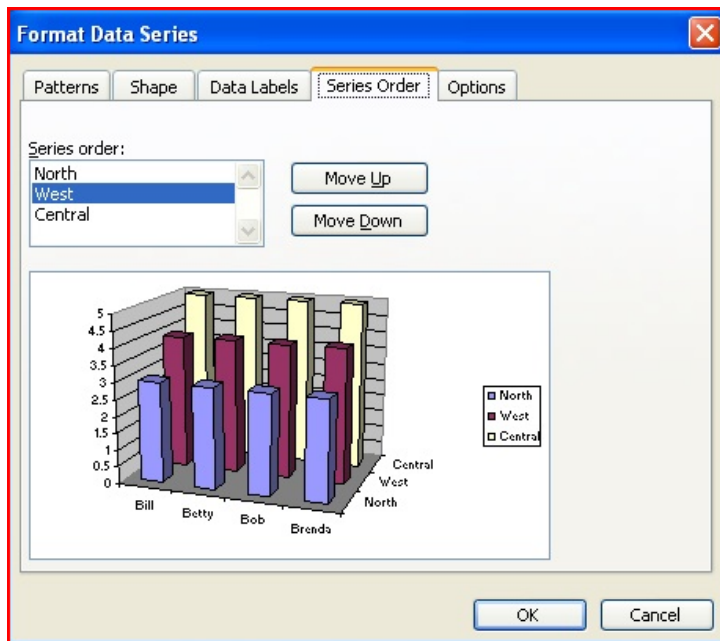 Format Data Series
Patterns Shape Data Labels Series Order Options
Series order:
North
West
Central
Move Up
Move Down
5
4.5
4
3.5
3
2.5
2
1.5
1
0.5
0
Bill
Betty
Bob
Brenda
North
West
Central
North
West
Central
OK Cancel